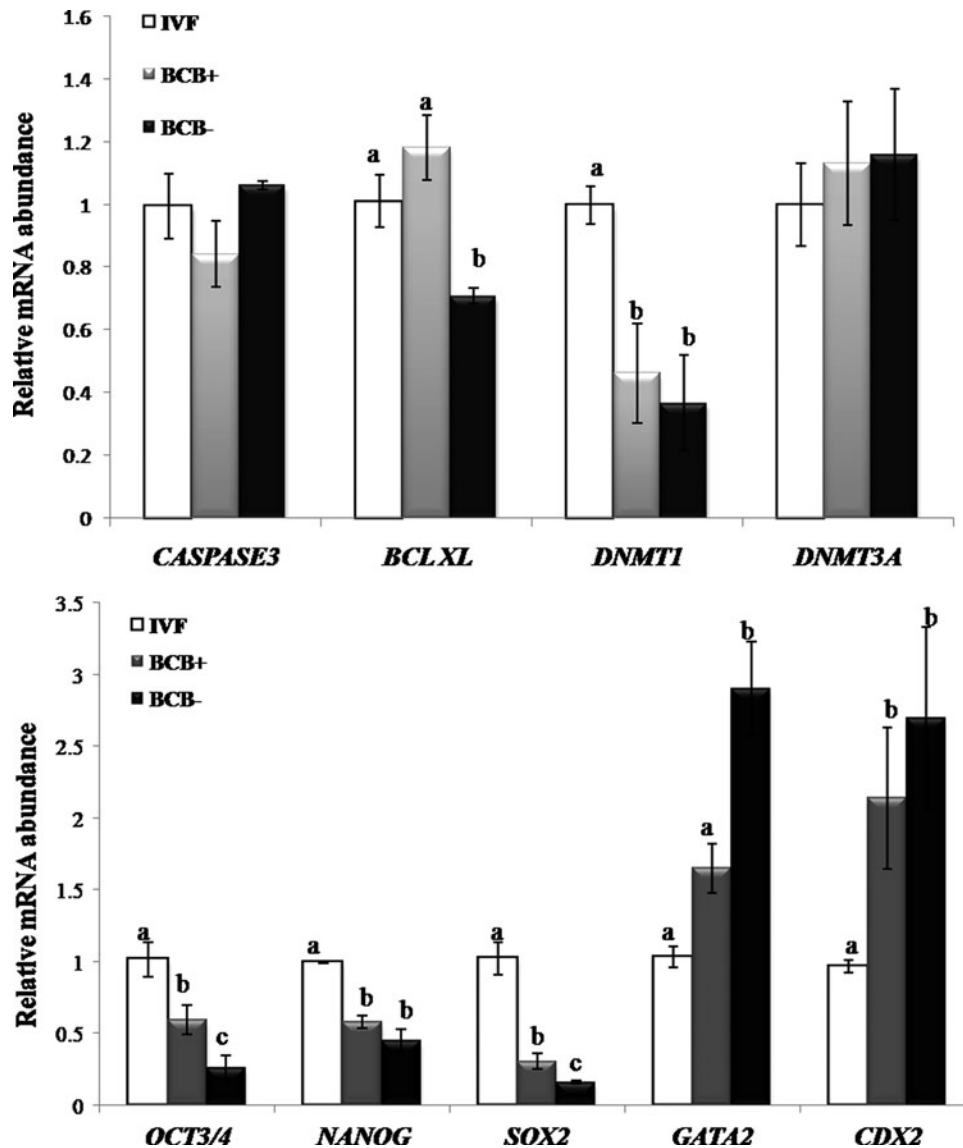 1.6
1.4
1.2
1
0.8
0.6
0.4
0.2
0
Relative mRNA abundance
IVF
BCB+
BCB-
a
a
b
a
b
b
CASPASE3 BCL XL DNMT1 DNMT3A
3.5
3
2.5
2
1.5
1
0.5
0
Relative mRNA abundance
IVF
BCB+
BCB-
a
b
c
a
b
b
a
b
c
a
a
b
a
b
b
OCT3/4 NANOG SOX2 GATA2 CDX2